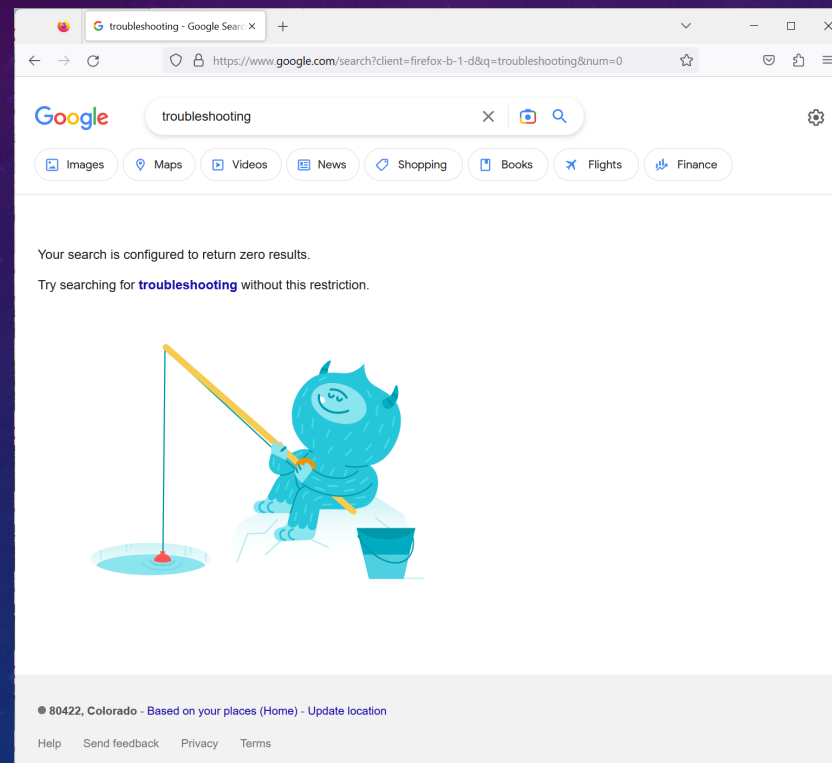 troubleshooting - Google Sear
https://www.google.com/search?client=firefox-b-1-d&q=troubleshooting&num=0
Google
troubleshooting
Images
Maps
Videos
News
Shopping
Books
Flights
Finance
Your search is configured to return zero results.
Try searching for troubleshooting without this restriction.
80422, Colorado - Based on your places (Home) - Update location
Help Send feedback Privacy Terms